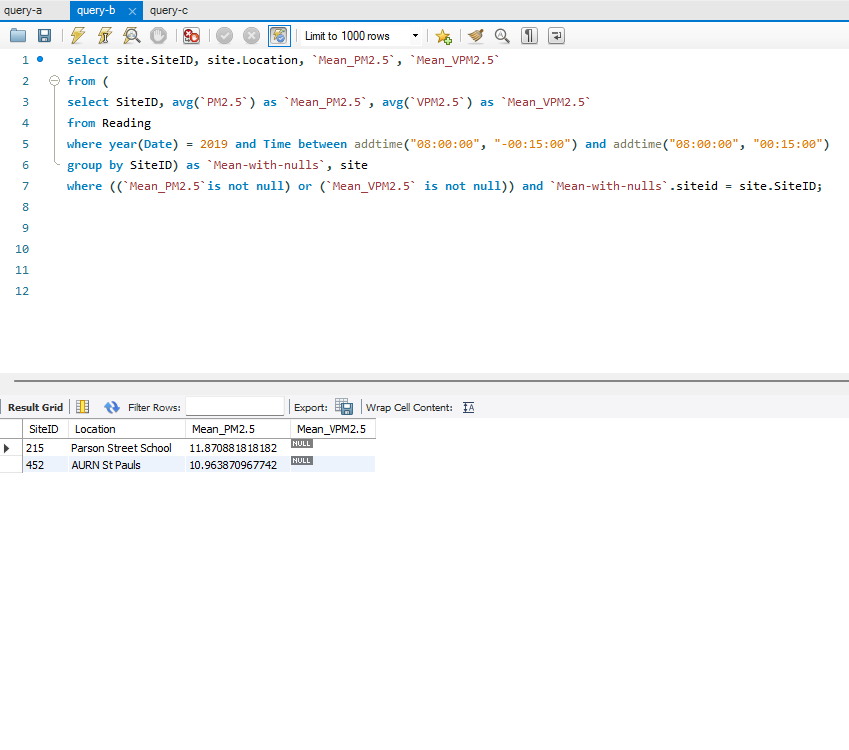 query-a query-b query-c
Limit to 1000 rows
1 select site.SiteID, site.Location, `Mean_PM2.5`, `Mean_VPM2.5`
2 from (
3 select SiteID, avg(`PM2.5`) as `Mean_PM2.5`, avg(`VPM2.5`) as `Mean_VPM2.5`
4 from Reading
5 where year(Date) = 2019 and Time between addtime("08:00:00", "-00:15:00") and addtime("08:00:00", "00:15:00")
6 group by SiteID) as `Mean-with-nulls`, site
7 where ((`Mean_PM2.5`is not null) or (`Mean_VPM2.5` is not null)) and `Mean-with-nulls`.siteid = site.SiteID;
8
9
10
11
12
Result Grid Filter Rows: Export: Wrap Cell Content:
SiteID Location Mean_PM2.5 Mean_VPM2.5
215 Parson Street School 11.870881818182 NULL
452 AURN St Pauls 10.963870967742 NULL